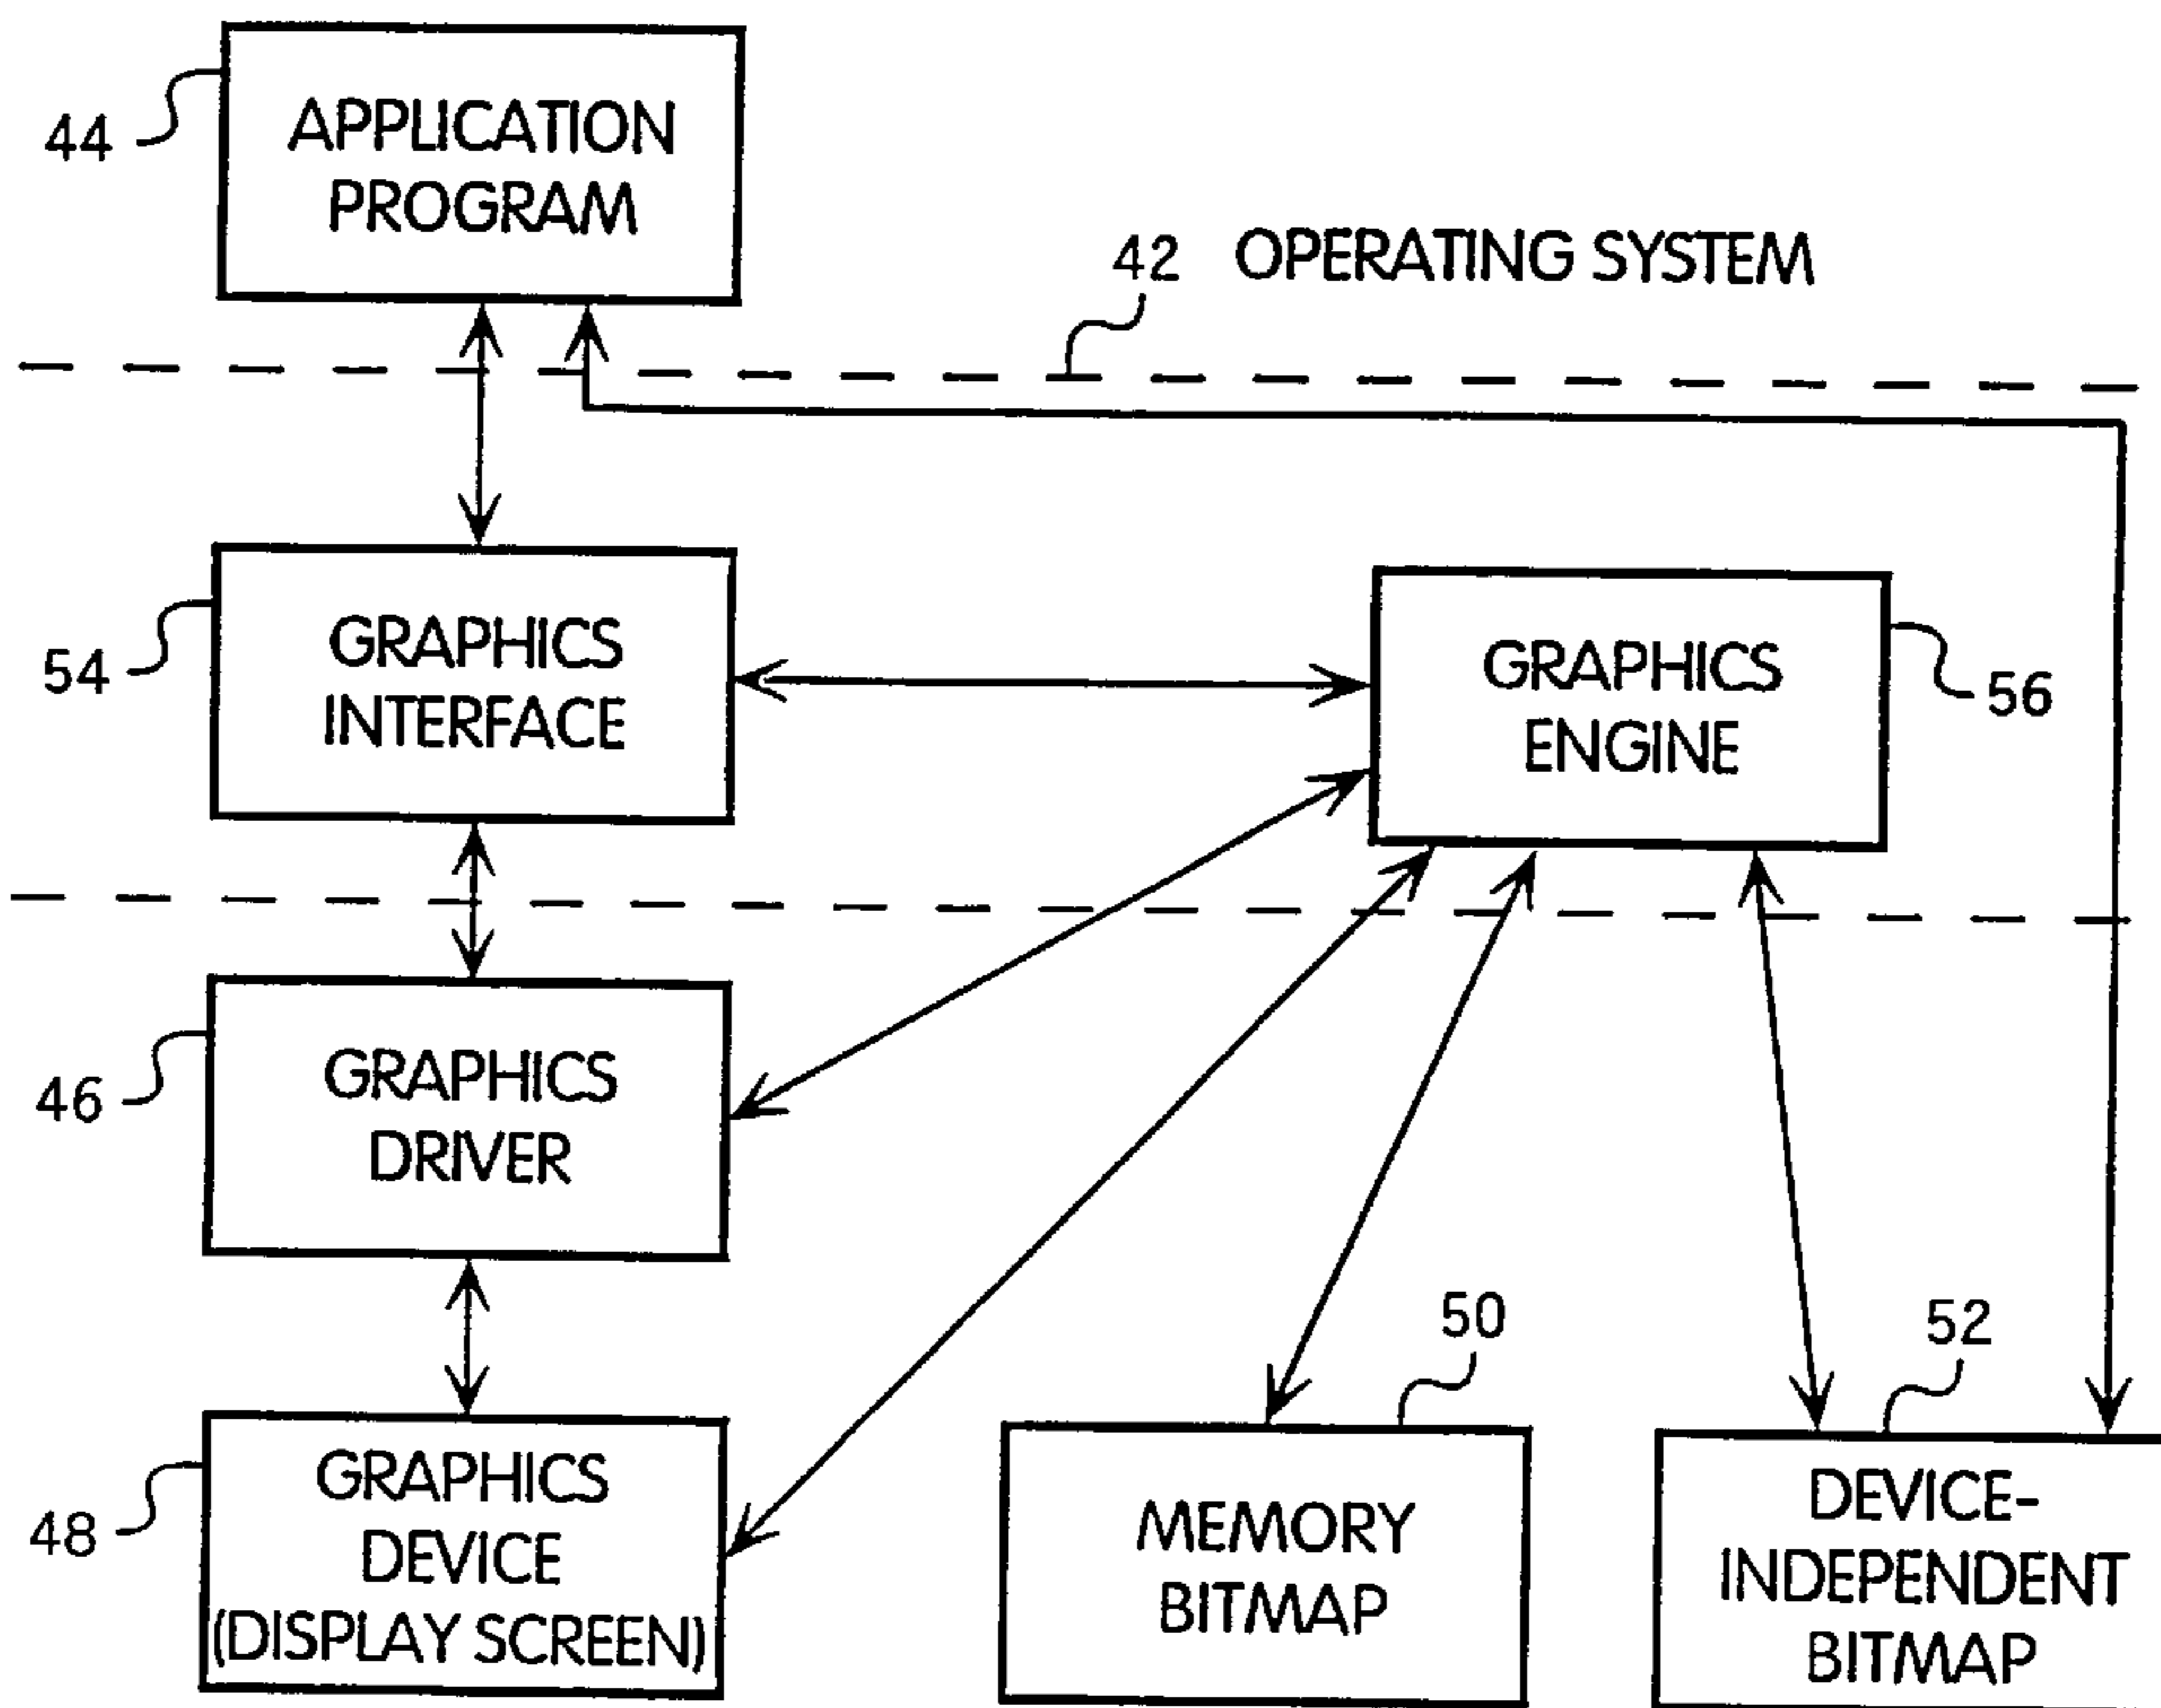 44
APPLICATION
PROGRAM
42 OPERATING SYSTEM
54
GRAPHICS
INTERFACE
GRAPHICS
ENGINE
56
46
GRAPHICS
DRIVER
50
52
48
GRAPHICS
DEVICE
(DISPLAY SCREEN)
MEMORY
BITMAP
DEVICE-
INDEPENDENT
BITMAP